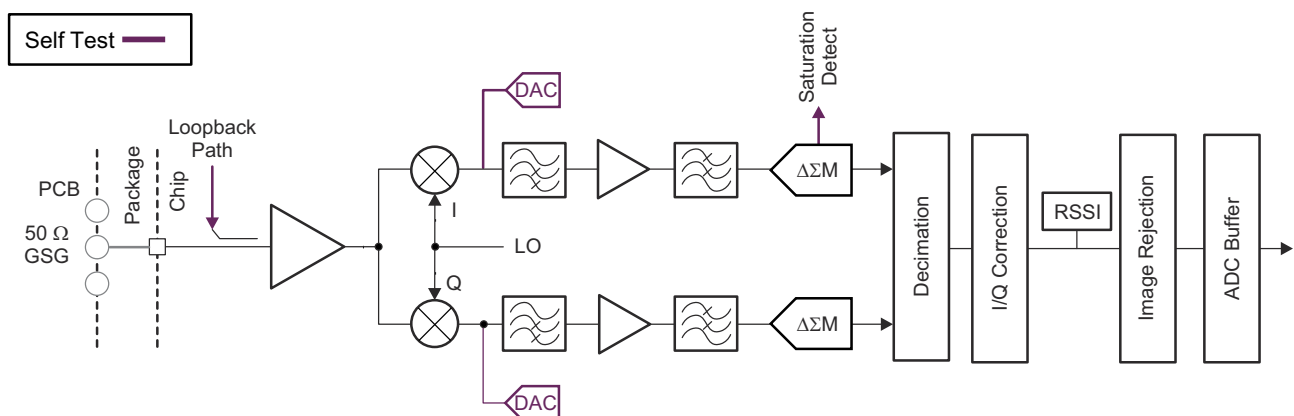 Self Test
DAC
Saturation
Detect
Loopback
Path
PCB
Package
Chip
50 Ω
GSG
I
LO
Q
ΔΣM
ΔΣM
DAC
Decimation
I/Q Correction
RSSI
Image Rejection
ADC Buffer